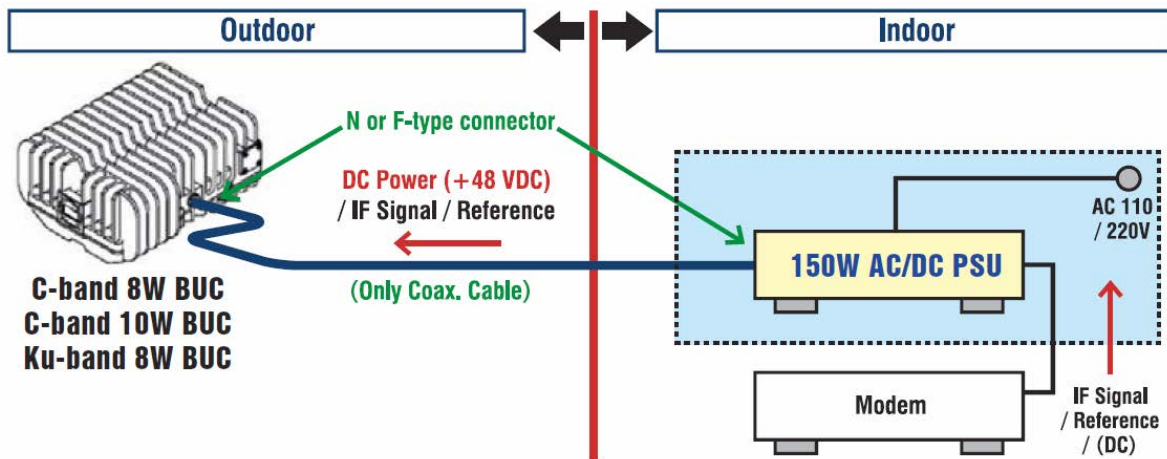 Outdoor
Indoor
N or F-type connector
DC Power (+48 VDC)
/ IF Signal / Reference
(Only Coax. Cable)
C-band 8W BUC
C-band 10W BUC
Ku-band 8W BUC
AC 110
/ 220V
150W AC/DC PSU
Modem
IF Signal
/ Reference
/ (DC)